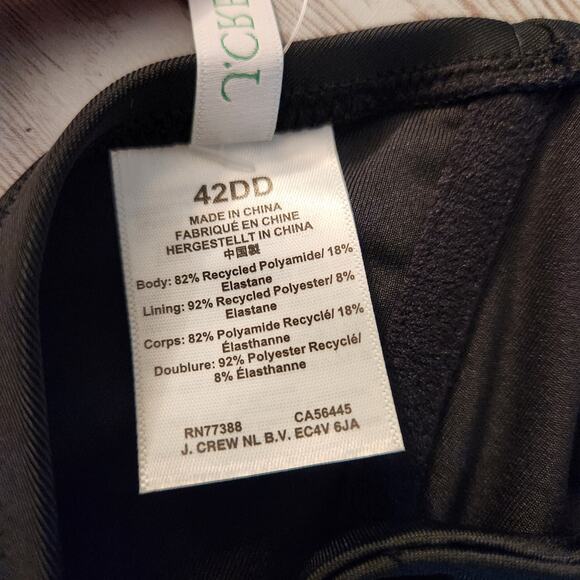 J.CRE
42DD
MADE IN CHINA
FABRIQUÉ EN CHINE
HERGESTELLT IN CHINA
中国製
Body: 82% Recycled Polyamide/ 18%
Elastane
Lining: 92% Recycled Polyester/ 8%
Elastane
Corps: 82% Polyamide Recyclé/ 18%
Élasthanne
Doublure: 92% Polyester Recyclé/
8% Élasthanne
RN77388 CA56445
J. CREW NL B.V. EC4V 6JA